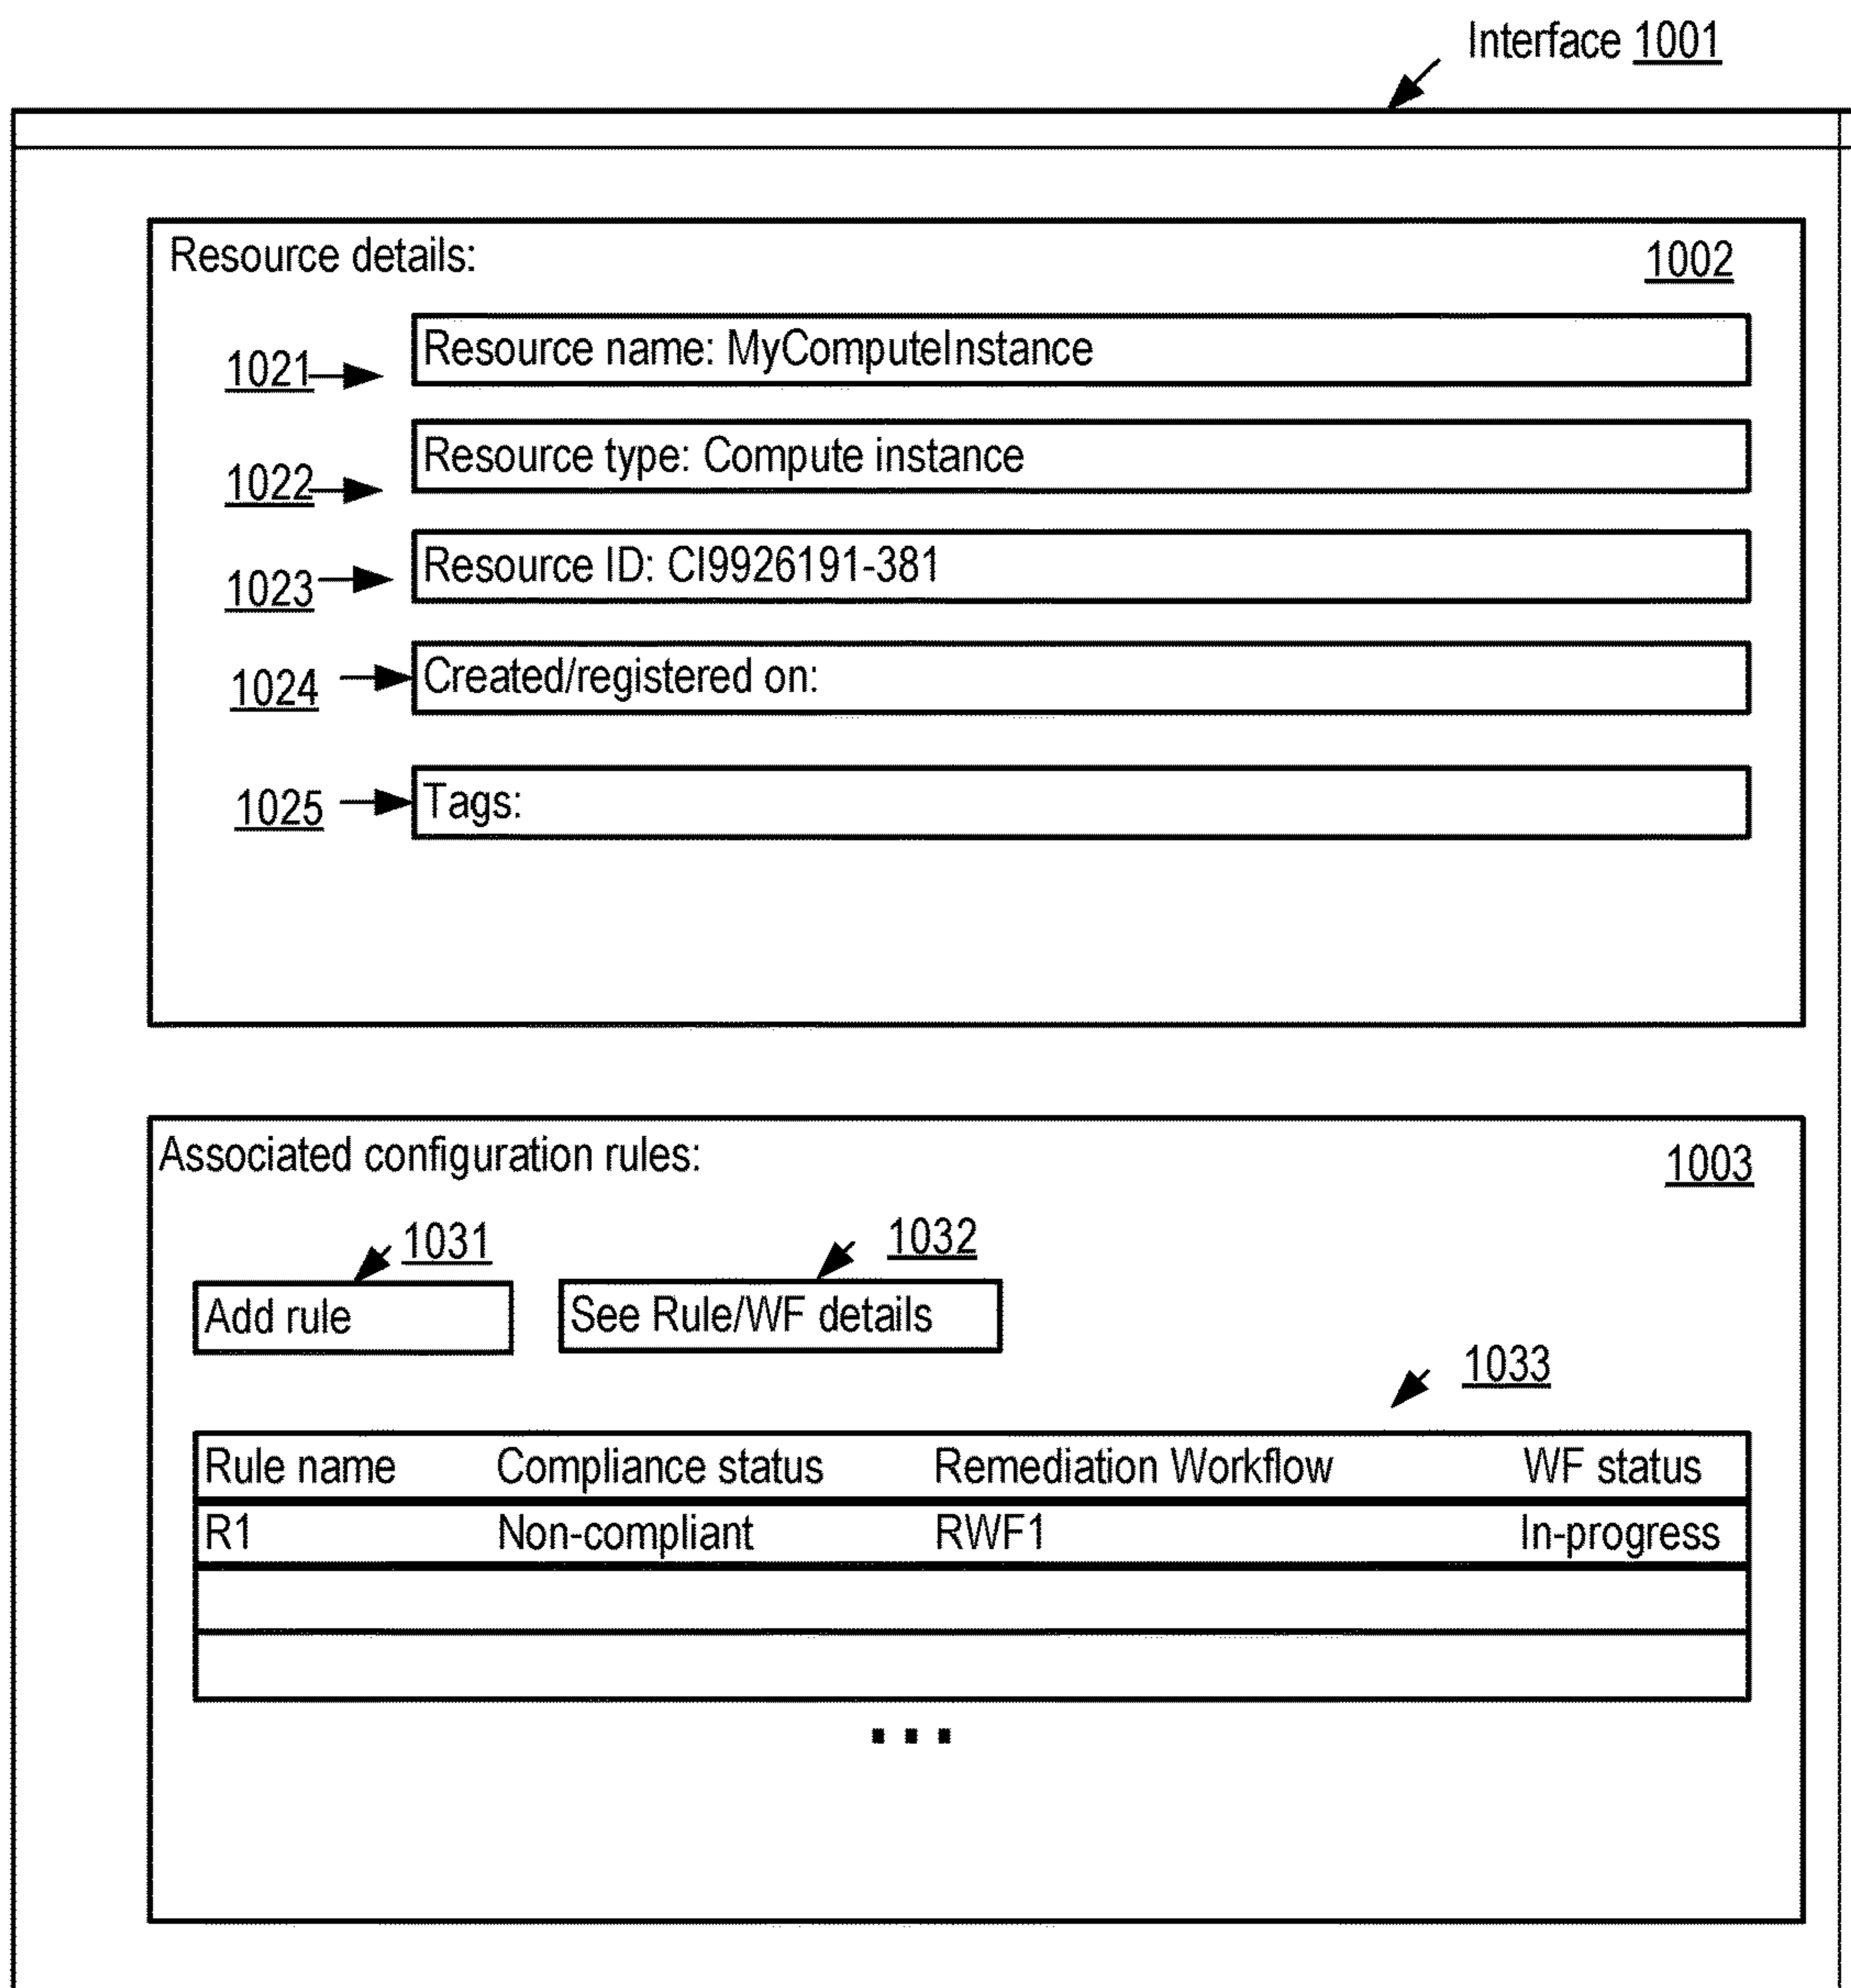 Interface 1001
Resource details: 1002
1021 Resource name: MyComputeInstance
1022 Resource type: Compute instance
1023 Resource ID: CI9926191-381
1024 Created/registered on:
1025 Tags:
Associated configuration rules: 1003
1031 1032
Add rule See Rule/WF details
1033
Rule name Compliance status Remediation Workflow WF status
R1 Non-compliant RWF1 In-progress
...